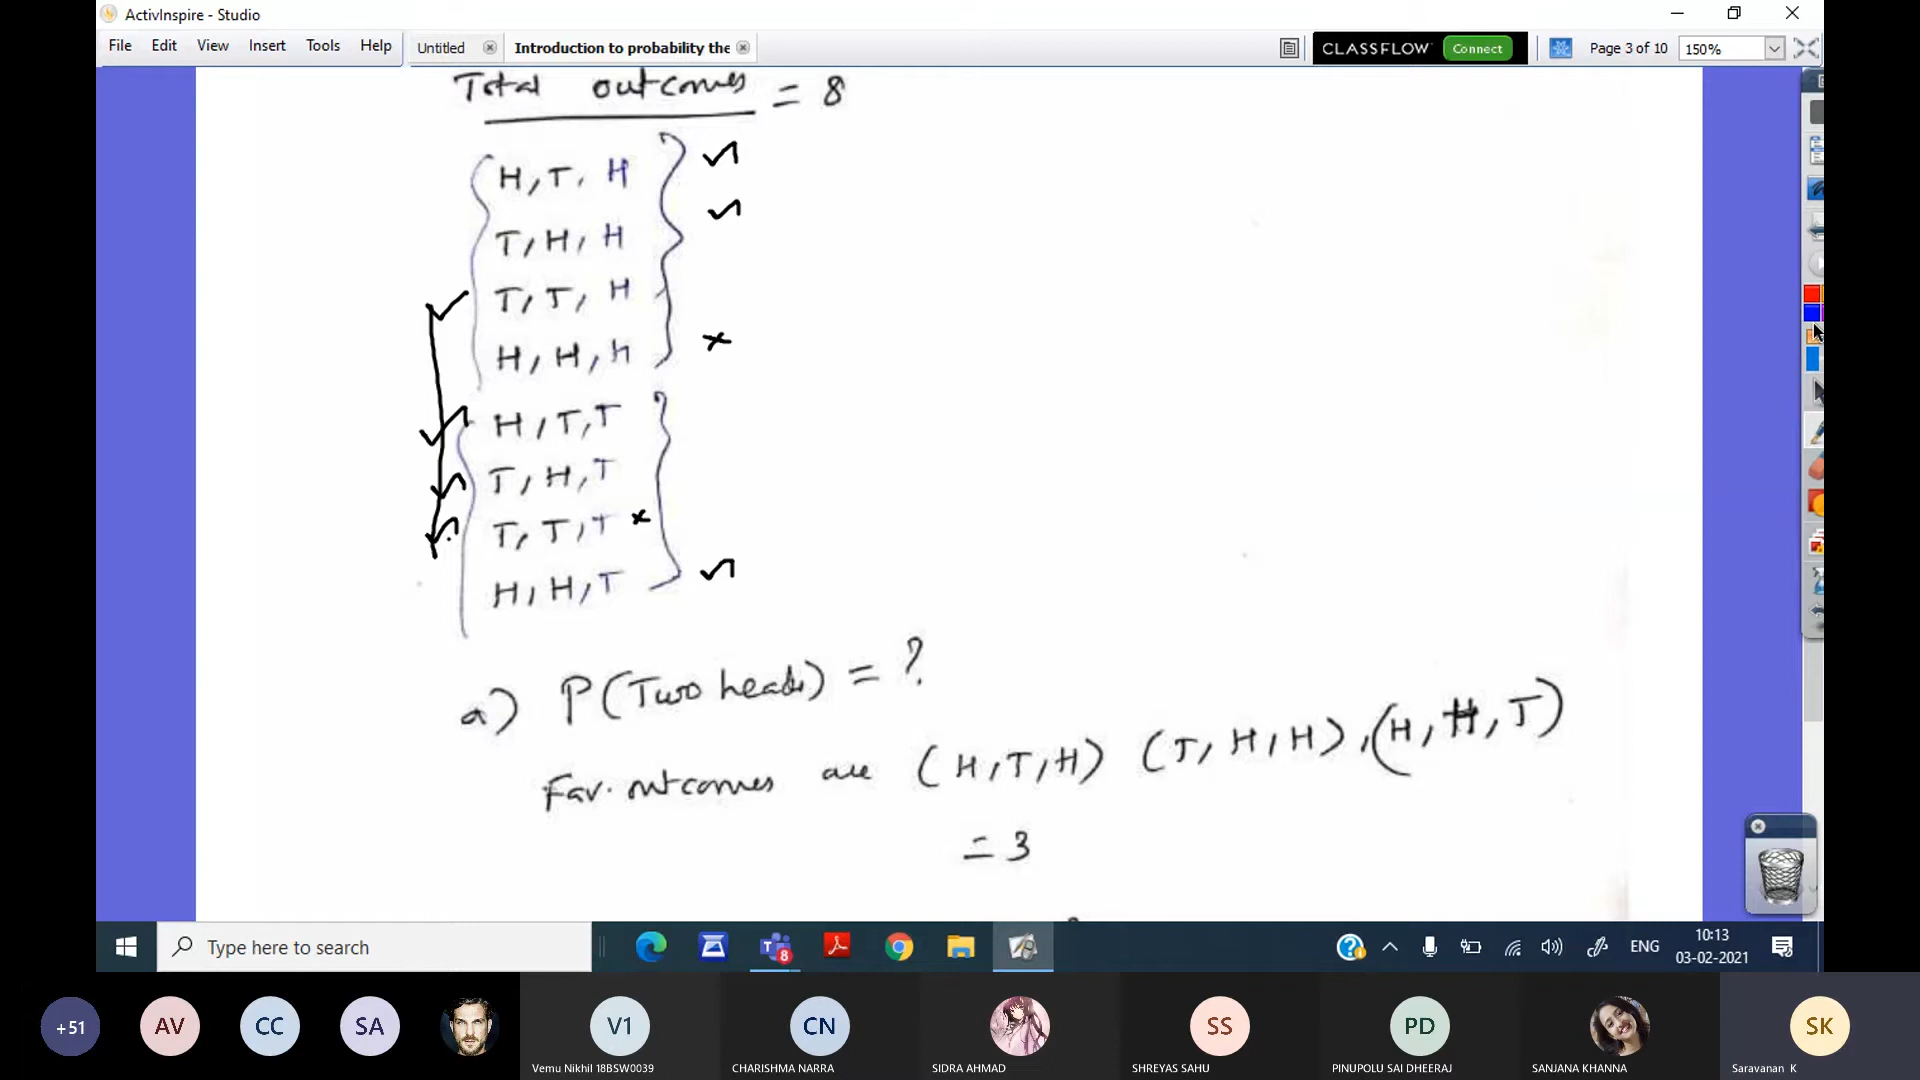 ActivInspire - Studio
File Edit View Insert Tools Help
Untitled Introduction to probability the
CLASSFLOW Connect Page 3 of 10 150%
Total outcomes = 8
H, T, H
T, H, H
T, T, H
H, H, H
H, T, T
T, H, T
T, T, T
H, H, T
a) P(Two heads) = ?
Fav. outcomes are (H, T, H) (T, H, H), (H, H, T)
= 3
Type here to search
8
ENG
10:13
03-02-2021
+51 AV CC SA V1 CN SS PD SK
Vemu Nikhil 18BSW0039 CHARISHMA NARRA SIDRA AHMAD SHREYAS SAHU PINUPOLU SAI DHEERAJ SANJANA KHANNA Saravanan K